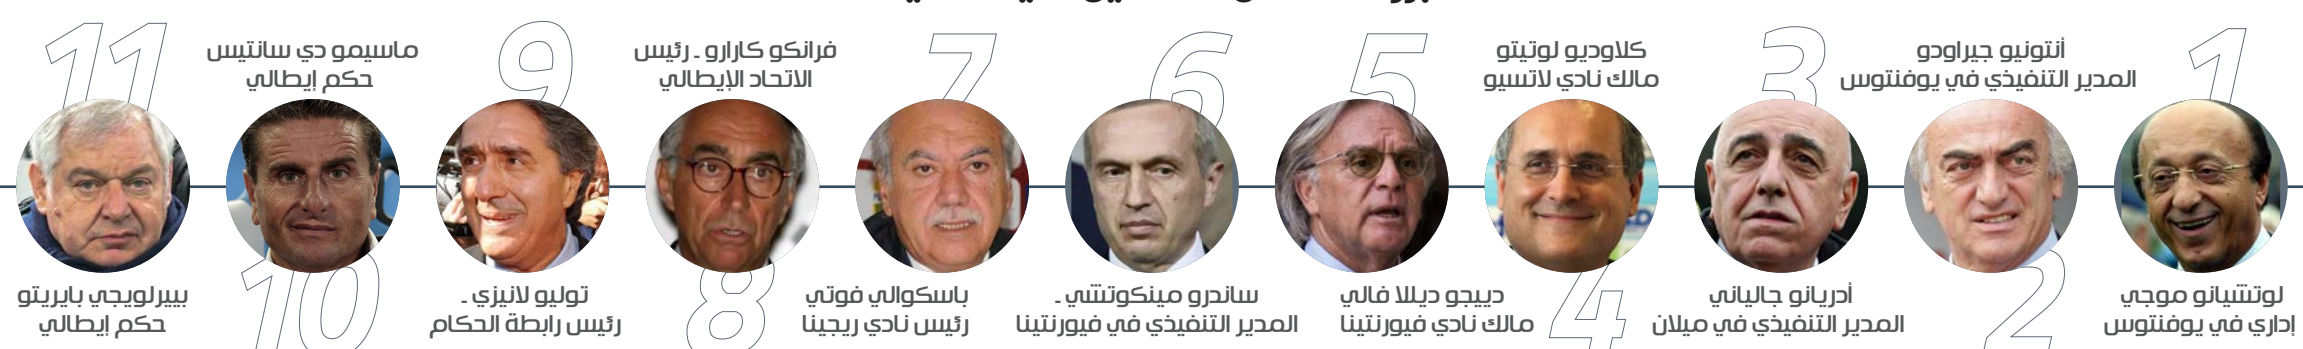 1
لوتشيانو موجي
إداري في يوفنتوس
2
أنتونيو جيراودو
المدير التنفيذي في يوفنتوس
3
أدريانو جالياني
المدير التنفيذي في ميلان
4
كلاوديو لوتيتو
مالك نادي لاتسيو
5
دييجو ديللا فالي
مالك نادي فيورنتينا
6
ساندرو مينكوتشي ـ
المدير التنفيذي في فيورنتينا
7
باسكوالي فوتي
رئيس نادي ريجينا
8
فرانكو كارارو ـ رئيس
الاتحاد الإيطالي
9
توليو لانيزي ـ
رئيس رابطة الحكام
10
ماسيمو دي سانتيس
حكم إيطالي
11
بييرلويجي بايريتو
حكم إيطالي